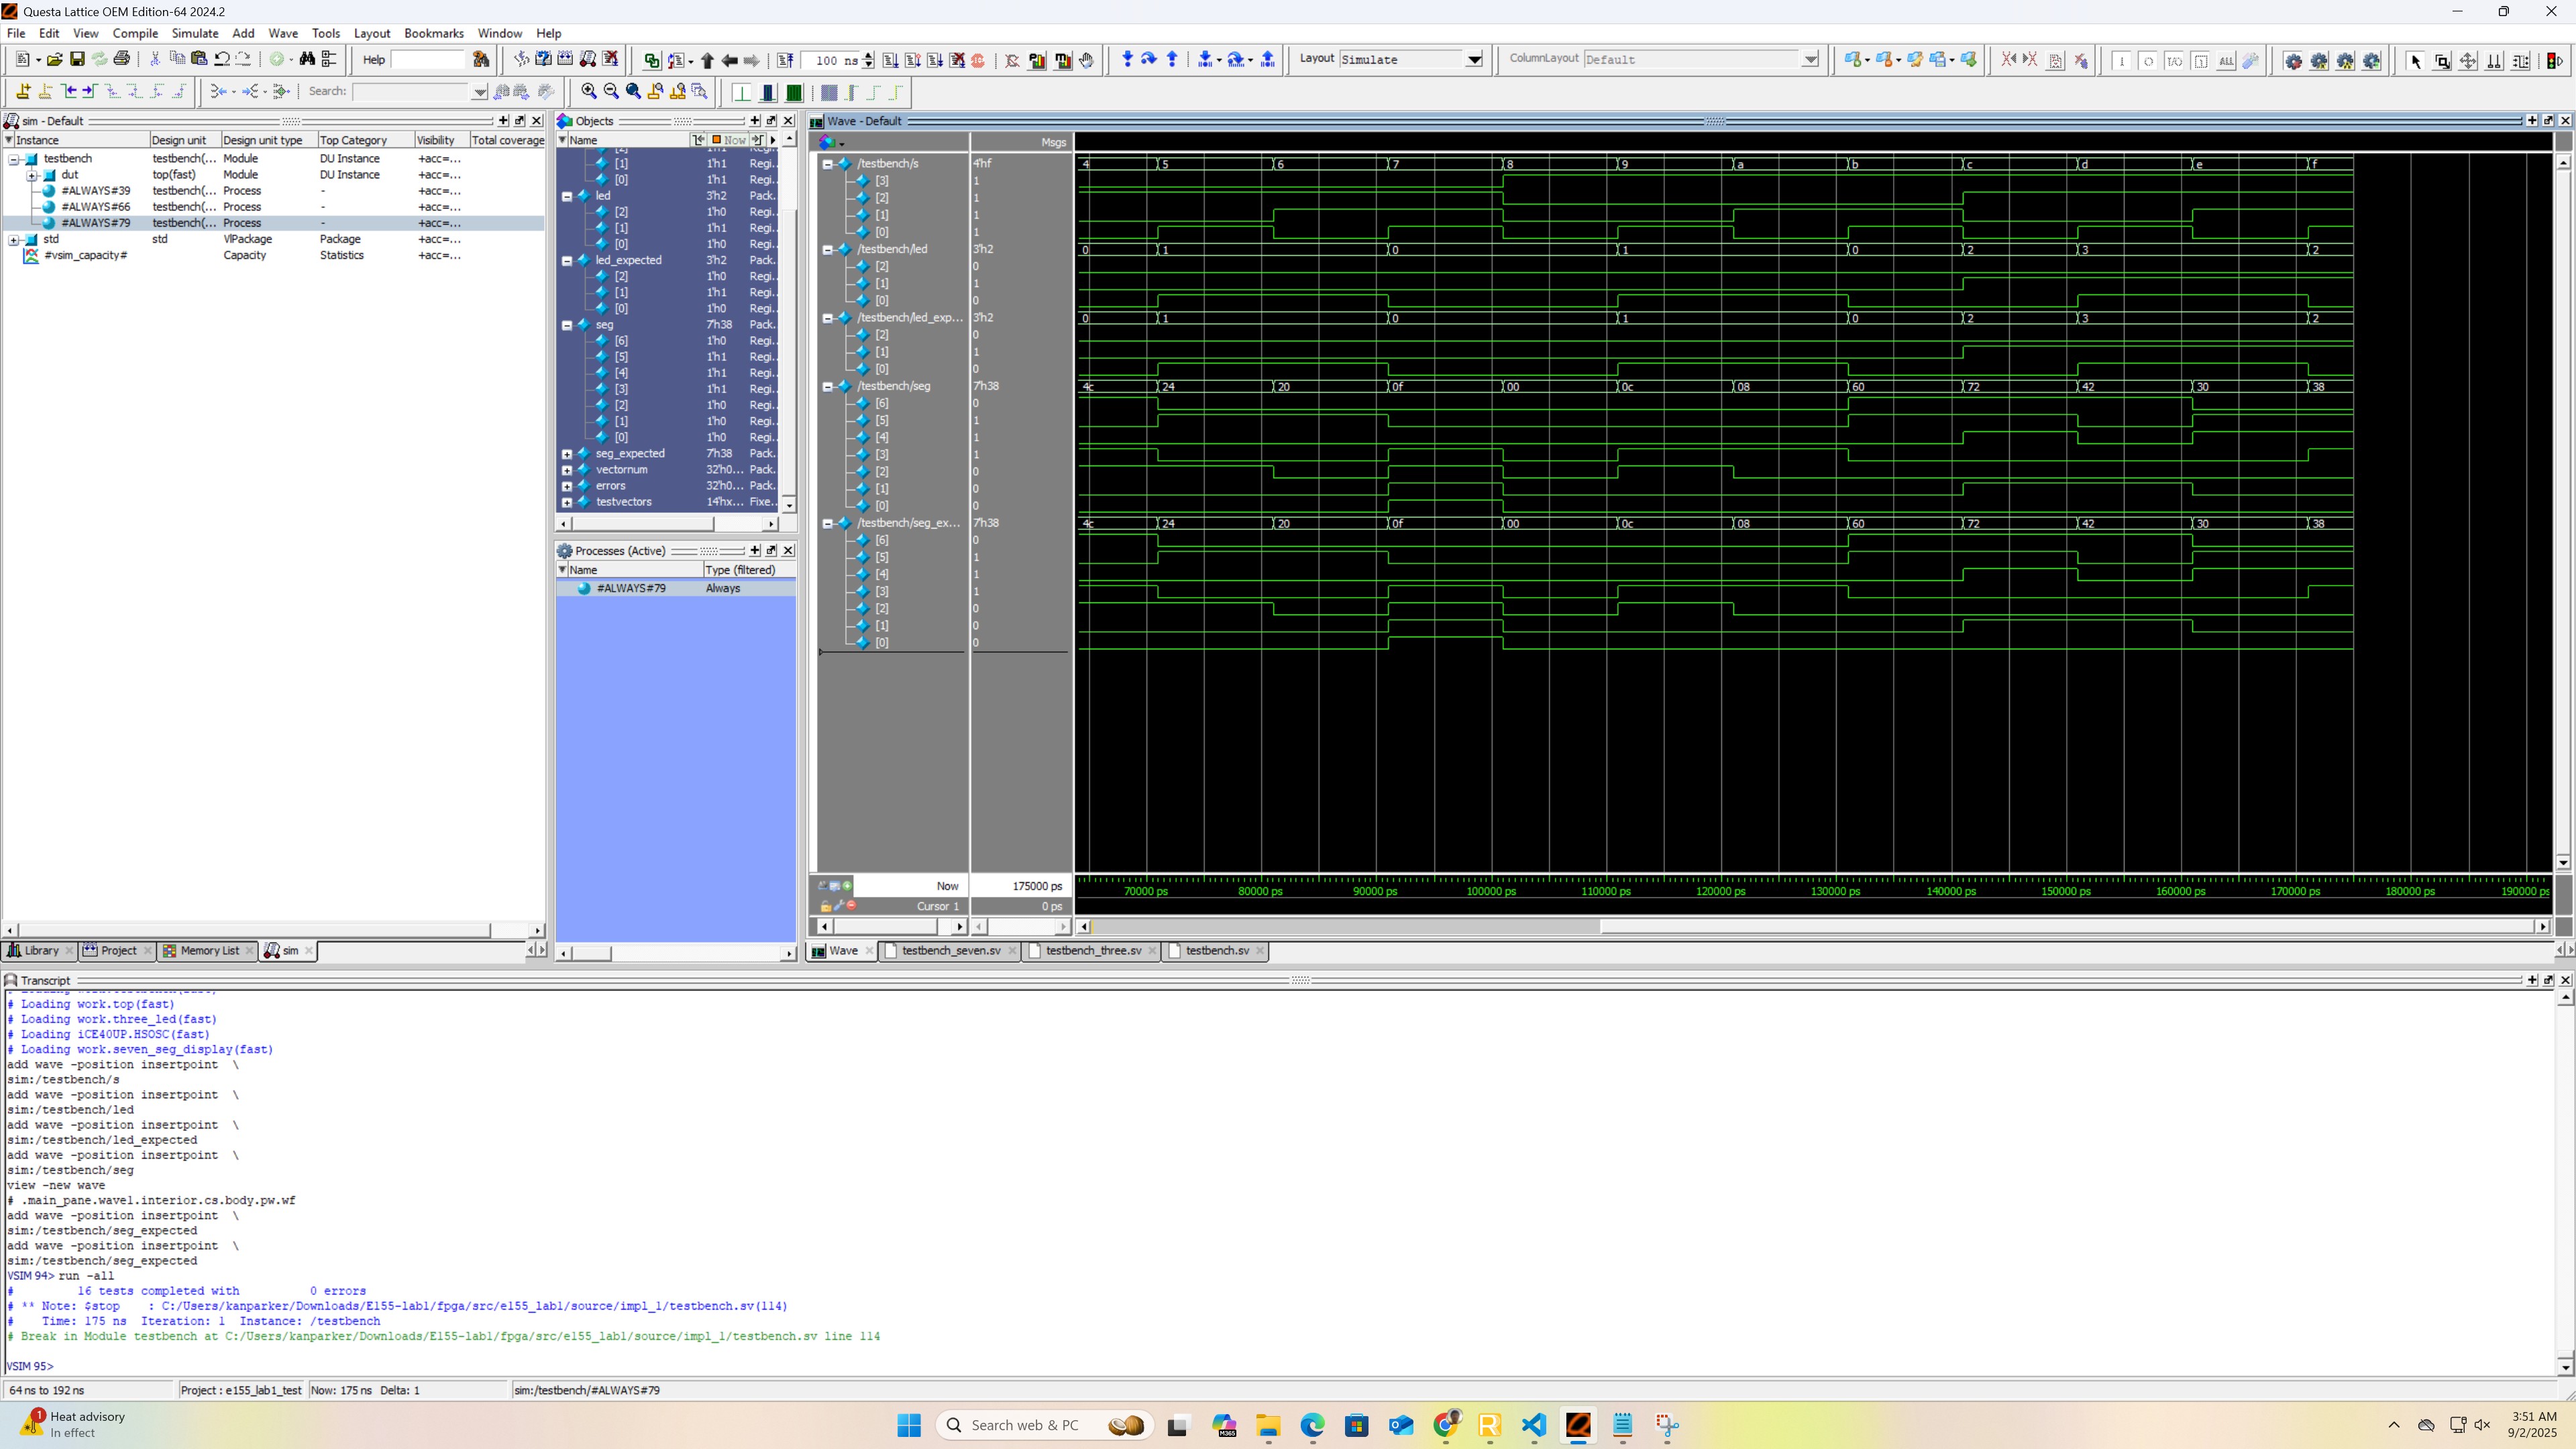 Questa Lattice OEM Edition-64 2024.2
File Edit View Compile Simulate Add Wave Tools Layout Bookmarks Window Help
Help
100 ns
Layout Simulate
ColumnLayout Default
ALL
Search:
sim - Default
Instance Design unit Design unit type Top Category Visibility Total coverage
testbench testbench(... Module DU Instance +acc=...
dut top(fast) Module DU Instance +acc=...
#ALWAYS#39 testbench(... Process - +acc=...
#ALWAYS#66 testbench(... Process - +acc=...
#ALWAYS#79 testbench(... Process - +acc=...
std std VlPackage Package +acc=...
#vsim_capacity# Capacity Statistics +acc=...
Library Project Memory List sim
Objects
Name Now
[1] 1'h1 Regi..
[0] 1'h1 Regi..
led 3'h2 Pack.
[2] 1'h0 Regi..
[1] 1'h1 Regi..
[0] 1'h0 Regi..
led_expected 3'h2 Pack.
[2] 1'h0 Regi..
[1] 1'h1 Regi..
[0] 1'h0 Regi..
seg 7'h38 Pack.
[6] 1'h0 Regi..
[5] 1'h1 Regi..
[4] 1'h1 Regi..
[3] 1'h1 Regi..
[2] 1'h0 Regi..
[1] 1'h0 Regi..
[0] 1'h0 Regi..
seg_expected 7'h38 Pack.
vectornum 32'h0... Pack.
errors 32'h0... Pack.
testvectors 14'hx... Fixe..
Processes (Active)
Name Type (filtered)
#ALWAYS#79 Always
Wave - Default
Msgs
/testbench/s 4'hf 4 5 6 7 8 9 a b c d e f
[3] 1
[2] 1
[1] 1
[0] 1
/testbench/led 3'h2 0 1 0 1 0 2 3 2
[2] 0
[1] 1
[0] 0
/testbench/led_exp... 3'h2 0 1 0 1 0 2 3 2
[2] 0
[1] 1
[0] 0
/testbench/seg 7'h38 4c 24 20 0f 00 0c 08 60 72 42 30 38
[6] 0
[5] 1
[4] 1
[3] 1
[2] 0
[1] 0
[0] 0
/testbench/seg_ex... 7'h38 4c 24 20 0f 00 0c 08 60 72 42 30 38
[6] 0
[5] 1
[4] 1
[3] 1
[2] 0
[1] 0
[0] 0
Now 175000 ps
70000 ps 80000 ps 90000 ps 100000 ps 110000 ps 120000 ps 130000 ps 140000 ps 150000 ps 160000 ps 170000 ps 180000 ps 190000 ps
Cursor 1 0 ps
Wave testbench_seven.sv testbench_three.sv testbench.sv
Transcript
# Loading work.top(fast)
# Loading work.three_led(fast)
# Loading iCE40UP.HSOSC(fast)
# Loading work.seven_seg_display(fast)
add wave -position insertpoint \
sim:/testbench/s
add wave -position insertpoint \
sim:/testbench/led
add wave -position insertpoint \
sim:/testbench/led_expected
add wave -position insertpoint \
sim:/testbench/seg
view -new wave
# .main_pane.wave1.interior.cs.body.pw.wf
add wave -position insertpoint \
sim:/testbench/seg_expected
add wave -position insertpoint \
sim:/testbench/seg_expected
VSIM 94> run -all
# 16 tests completed with 0 errors
# ** Note: $stop : C:/Users/kanparker/Downloads/E155-lab1/fpga/src/e155_lab1/source/impl_1/testbench.sv(114)
# Time: 175 ns Iteration: 1 Instance: /testbench
# Break in Module testbench at C:/Users/kanparker/Downloads/E155-lab1/fpga/src/e155_lab1/source/impl_1/testbench.sv line 114
VSIM 95>
64 ns to 192 ns Project : e155_lab1_test Now: 175 ns Delta: 1 sim:/testbench/#ALWAYS#79
1
Heat advisory
In effect
Search web & PC
M365
3:51 AM
9/2/2025